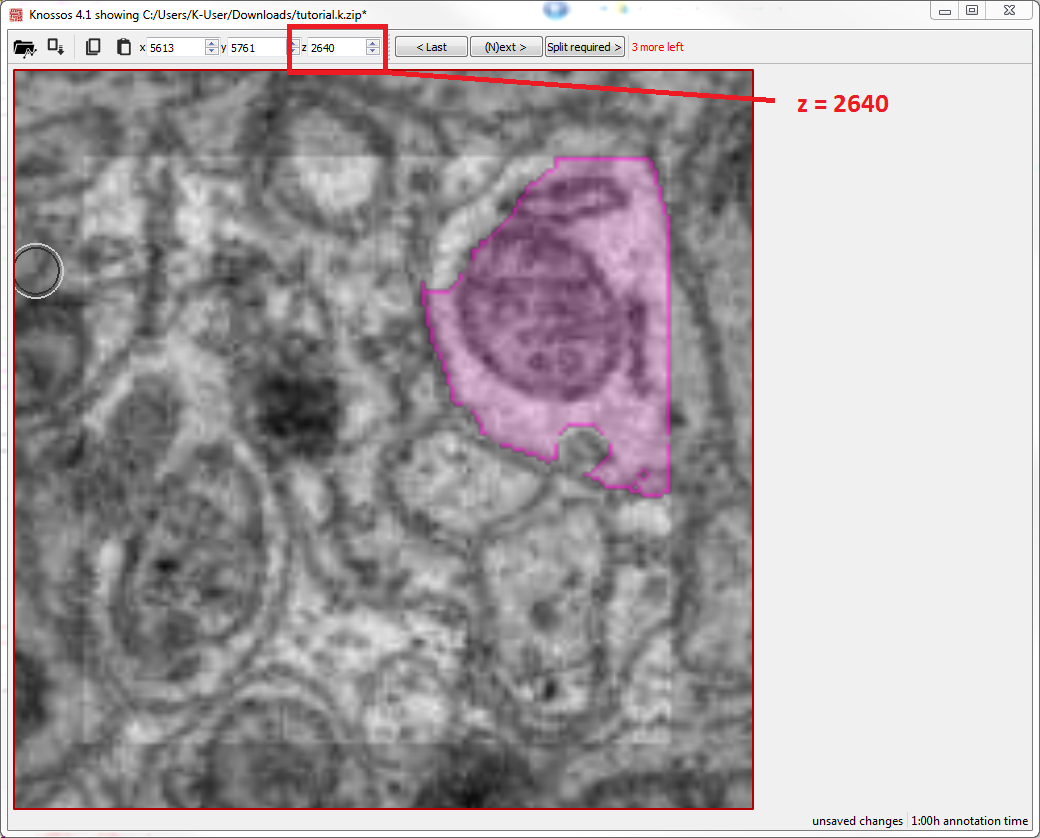 Knossos 4.1 showing C:/Users/K-User/Downloads/tutorial.k.zip*
x 5613 y 5761 z 2640 < Last (N)ext > Split required > 3 more left
z = 2640
unsaved changes 1:00h annotation time